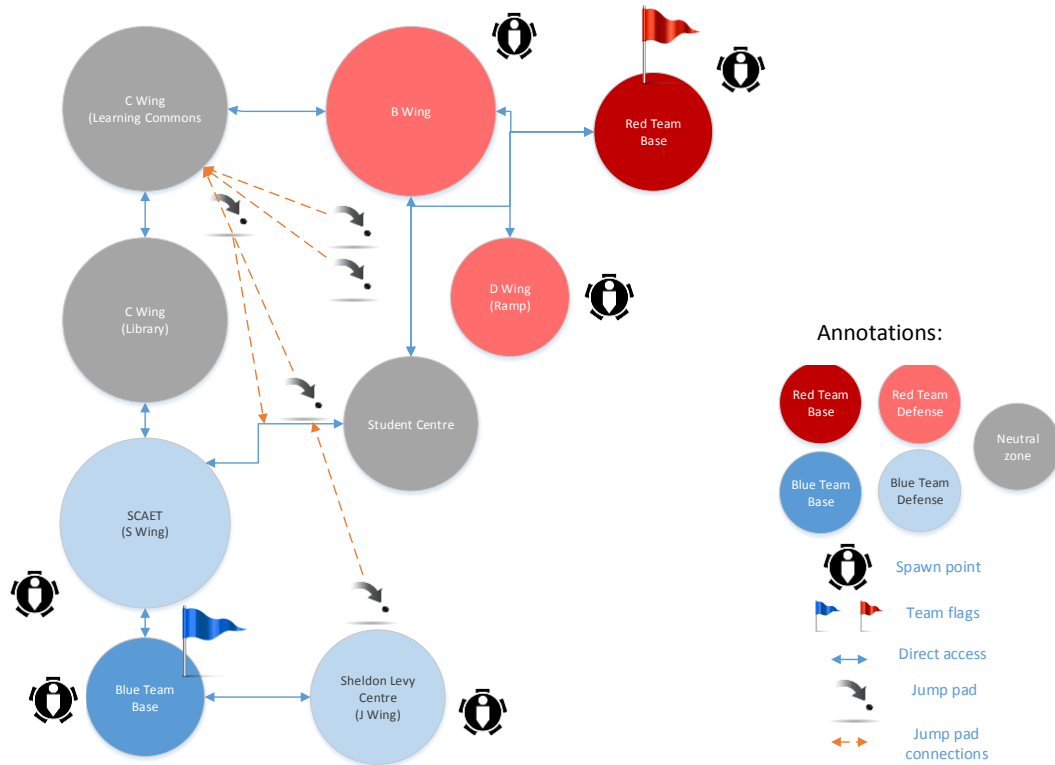 C Wing
(Learning Commons
B Wing
Red Team
Base
C Wing
(Library)
D Wing
(Ramp)
Student Centre
SCAET
(S Wing)
Blue Team
Base
Sheldon Levy
Centre
(J Wing)
Annotations:
Red Team
Base
Red Team
Defense
Neutral
zone
Blue Team
Base
Blue Team
Defense
Spawn point
Team flags
Direct access
Jump pad
Jump pad
connections